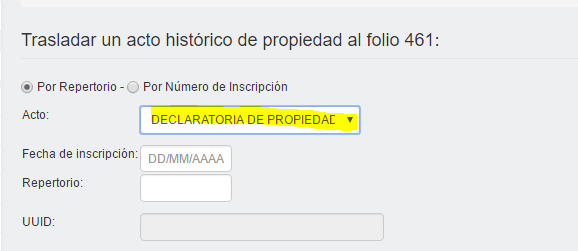 Trasladar un acto histórico de propiedad al folio 461:
Por Repertorio - Por Número de Inscripción
Acto: DECLARATORIA DE PROPIEDAD
Fecha de inscripción: DD/MM/AAAA
Repertorio:
UUID: